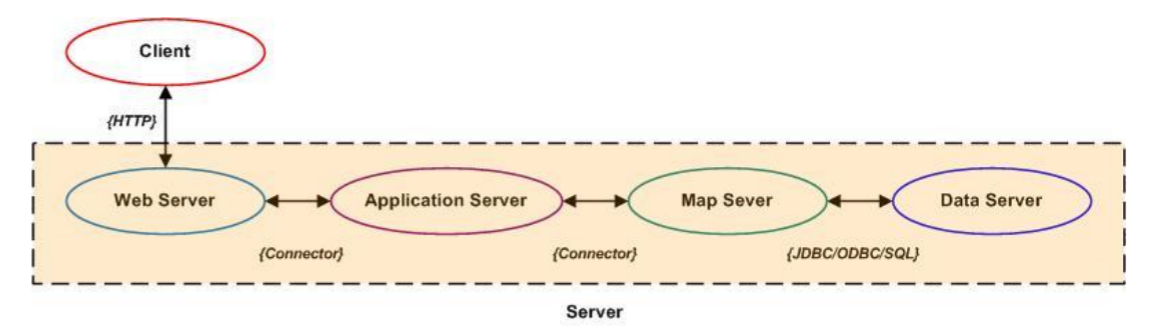 Client
{HTTP}
Web Server
Application Server
Map Sever
Data Server
{Connector}
{Connector}
{JDBC/ODBC/SQL}
Server